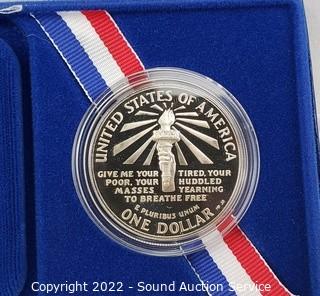 UNITED STATES OF AMERICA
GIVE ME YOUR TIRED, YOUR
POOR, YOUR HUDDLED
MASSES YEARNING
TO BREATHE FREE
E PLURIBUS UNUM
ONE DOLLAR
Copyright 2022 - Sound Auction Service